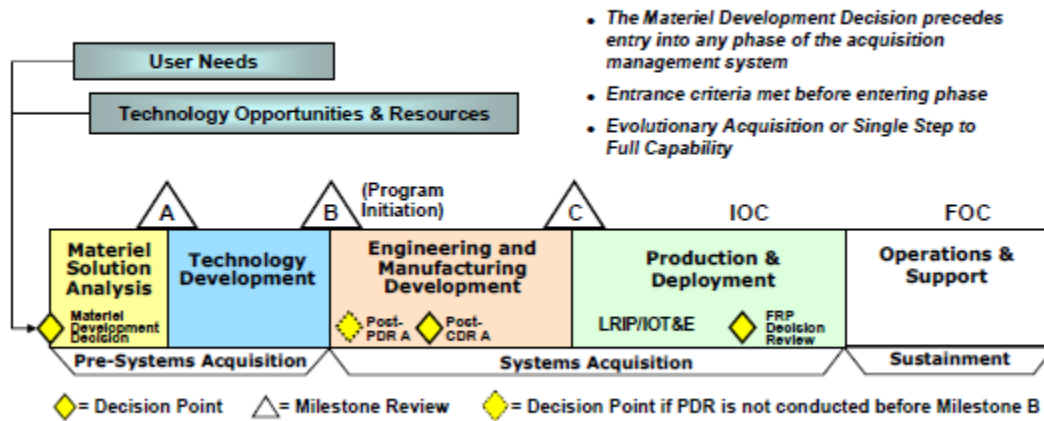 User Needs
Technology Opportunities & Resources
• The Materiel Development Decision precedes
entry into any phase of the acquisition
management system
• Entrance criteria met before entering phase
• Evolutionary Acquisition or Single Step to
Full Capability
A
B
(Program
Initiation)
C
IOC
FOC
Materiel
Solution
Analysis
Materiel
Development
Decision
Technology
Development
Engineering and
Manufacturing
Development
Post-
PDR A
Post-
CDR A
Production &
Deployment
LRIP/IOT&E
FRP
Decision
Review
Operations &
Support
Pre-Systems Acquisition
Systems Acquisition
Sustainment
= Decision Point
= Milestone Review
= Decision Point if PDR is not conducted before Milestone B